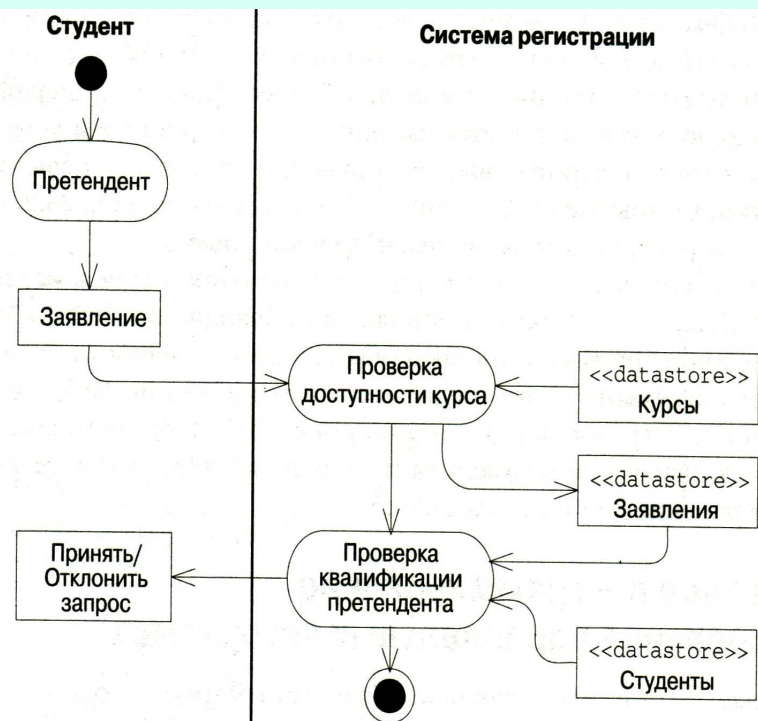 Студент
Система регистрации
Претендент
Заявление
Проверка
доступности курса
<<datastore>>
Курсы
<<datastore>>
Заявления
Принять/
Отклонить
запрос
Проверка
квалификации
претендента
<<datastore>>
Студенты